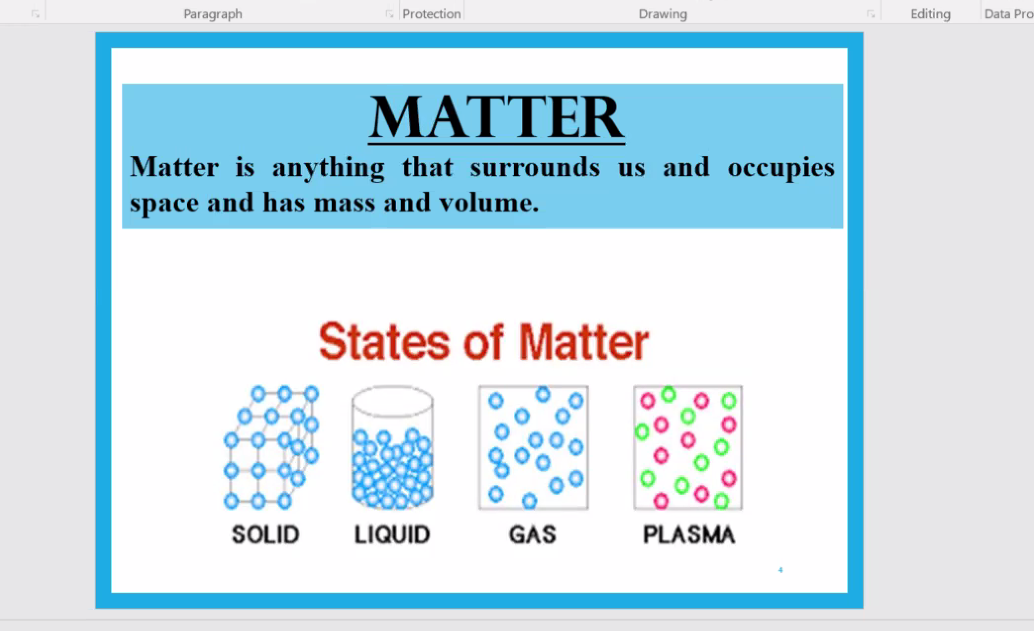 Paragraph Protection Drawing Editing Data Pro
MATTER
Matter is anything that surrounds us and occupies
space and has mass and volume.
States of Matter
SOLID LIQUID GAS PLASMA
4